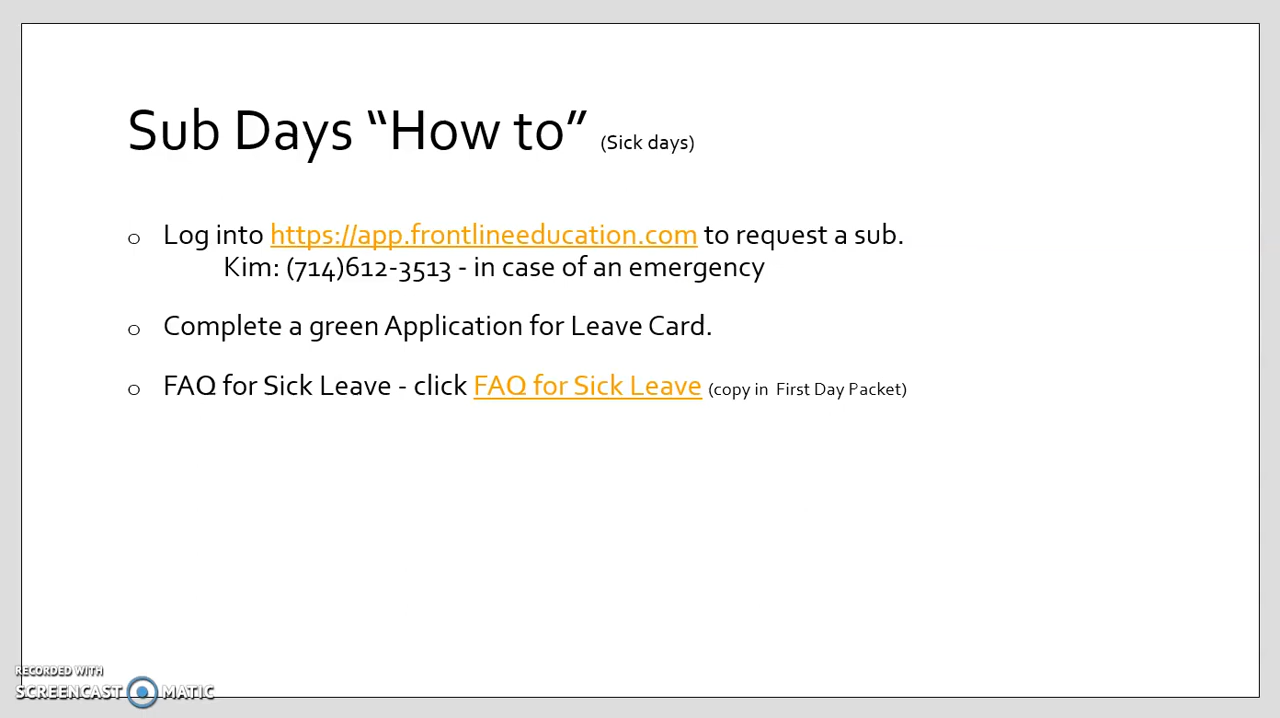 Sub Days “How to” (Sick days)
o Log into https://app.frontlineeducation.com to request a sub.
Kim: (714)612-3513 - in case of an emergency
o Complete a green Application for Leave Card.
o FAQ for Sick Leave - click FAQ for Sick Leave (copy in First Day Packet)
RECORDED WITH
SCREENCAST MATIC